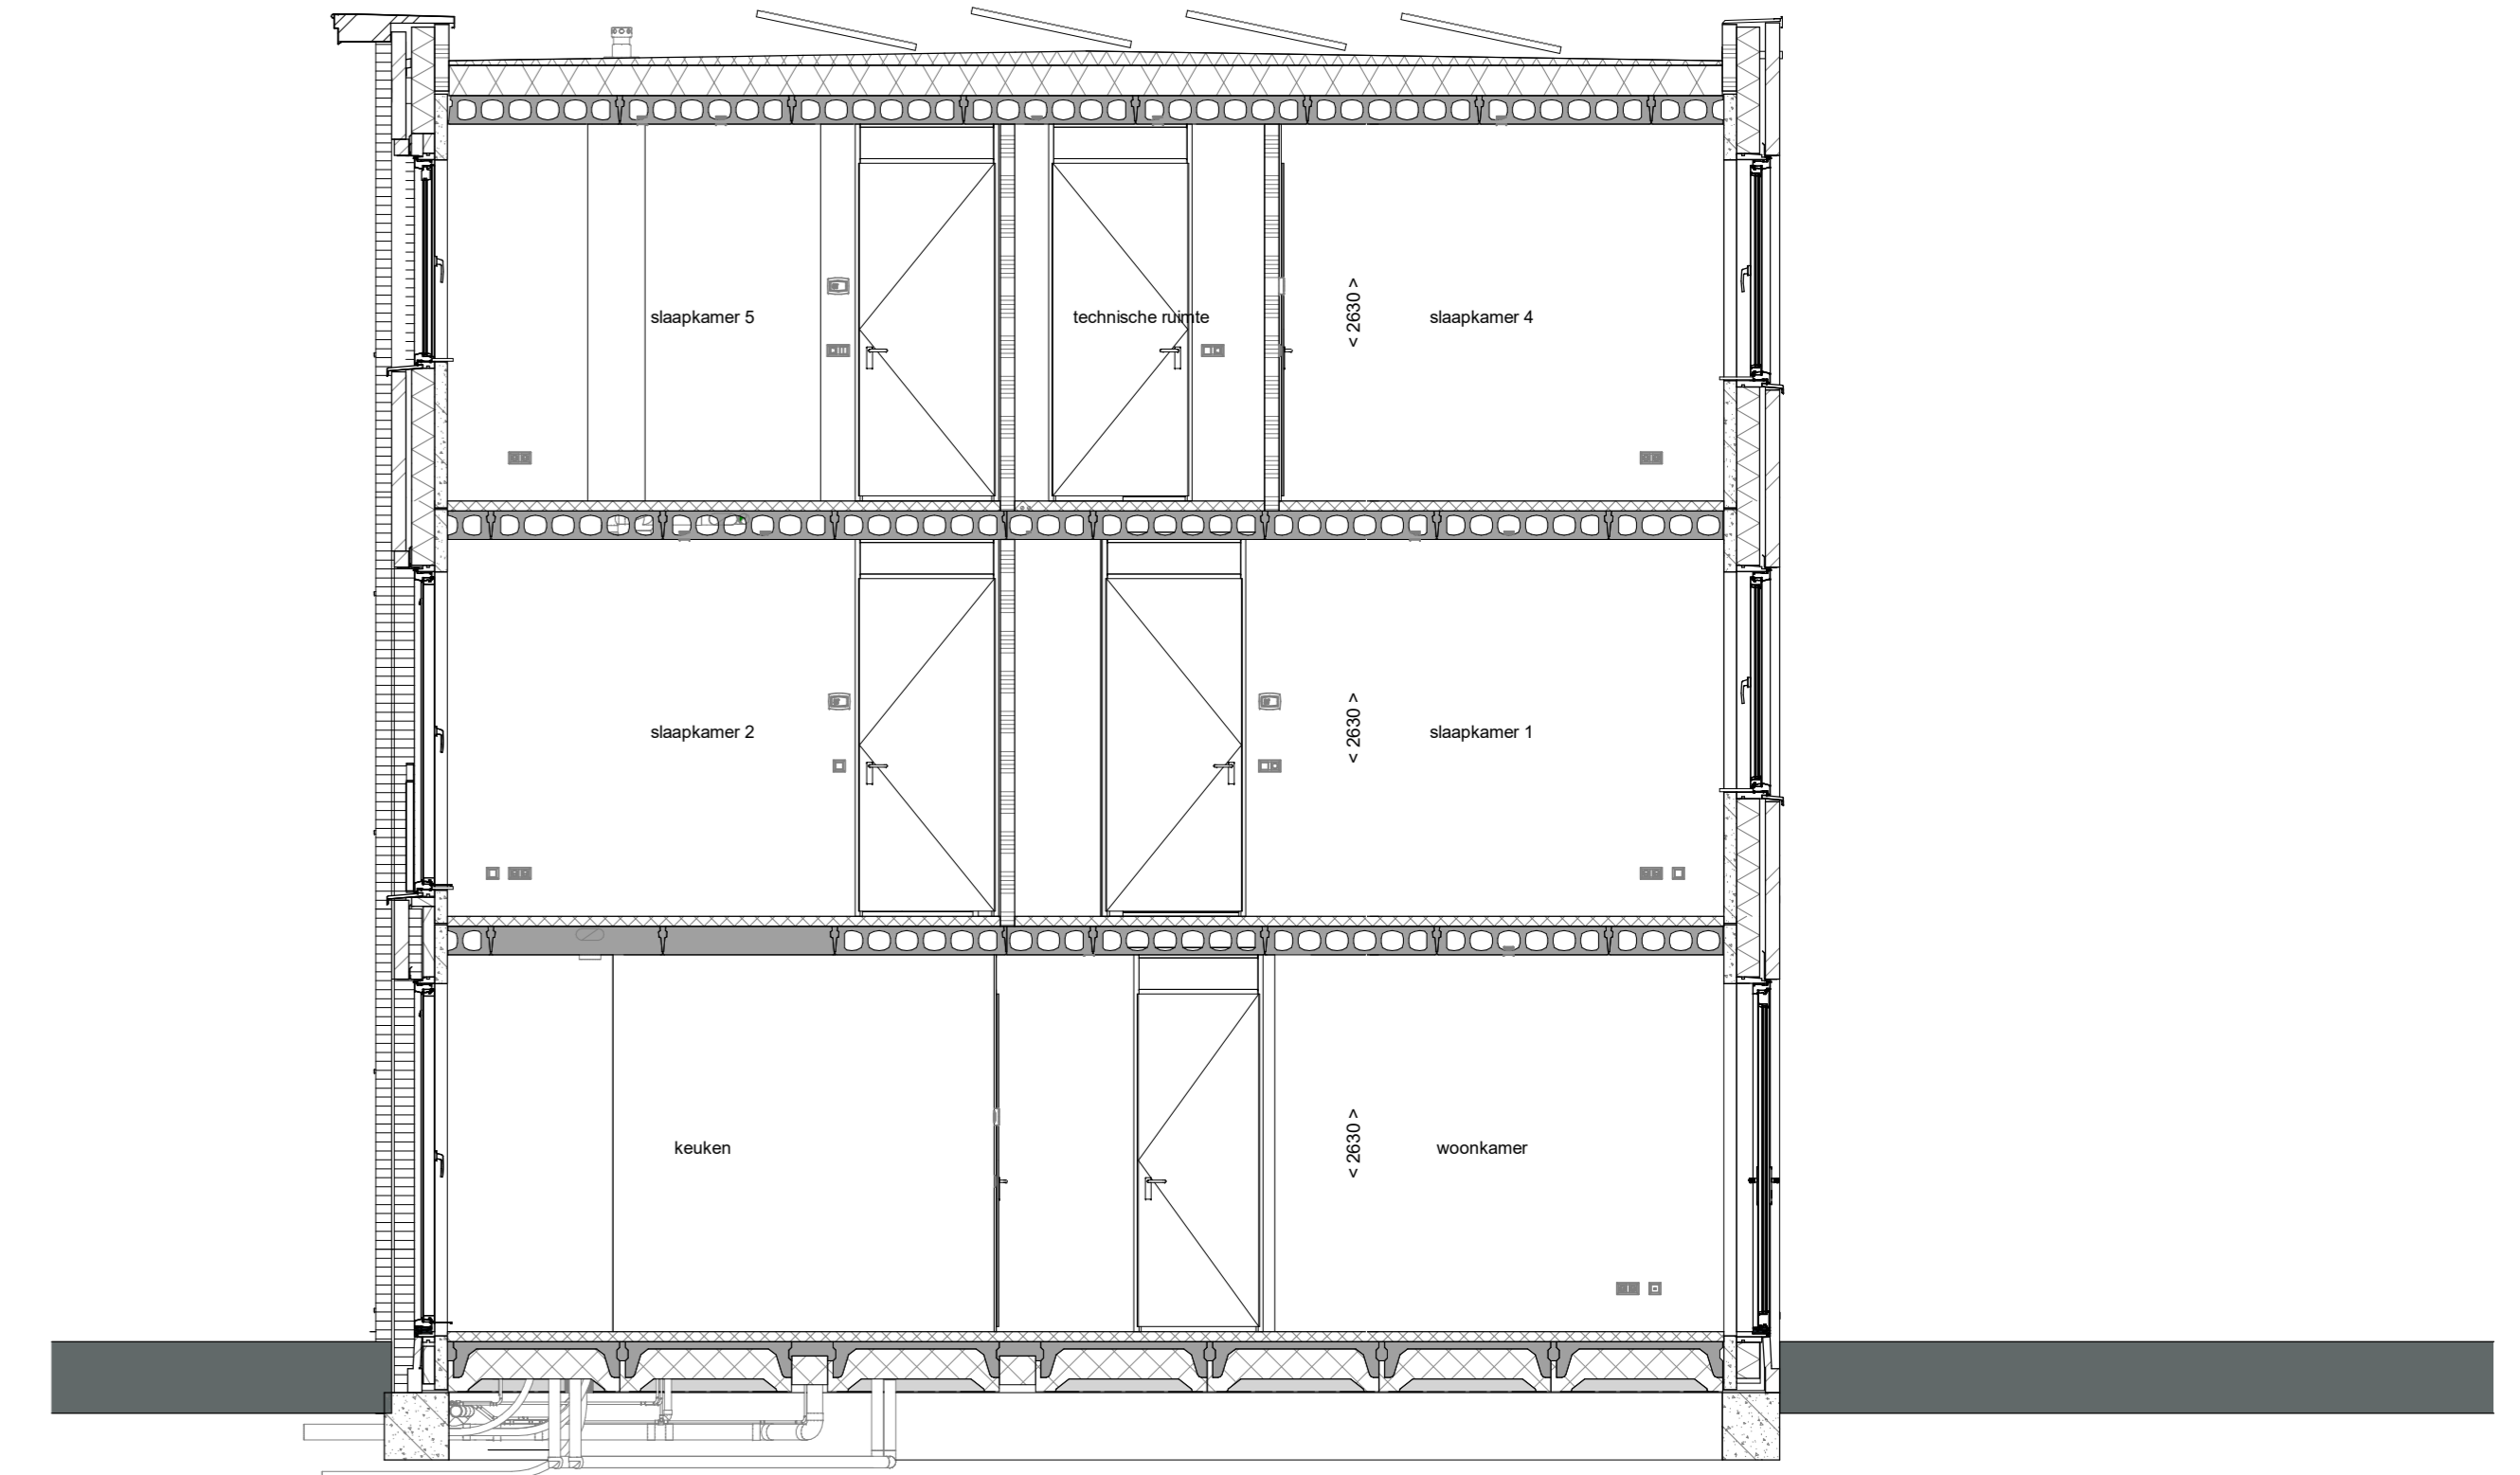 slaapkamer 5
technische ruimte
< 2630 >
slaapkamer 4
slaapkamer 2
< 2630 >
slaapkamer 1
keuken
< 2630 >
woonkamer